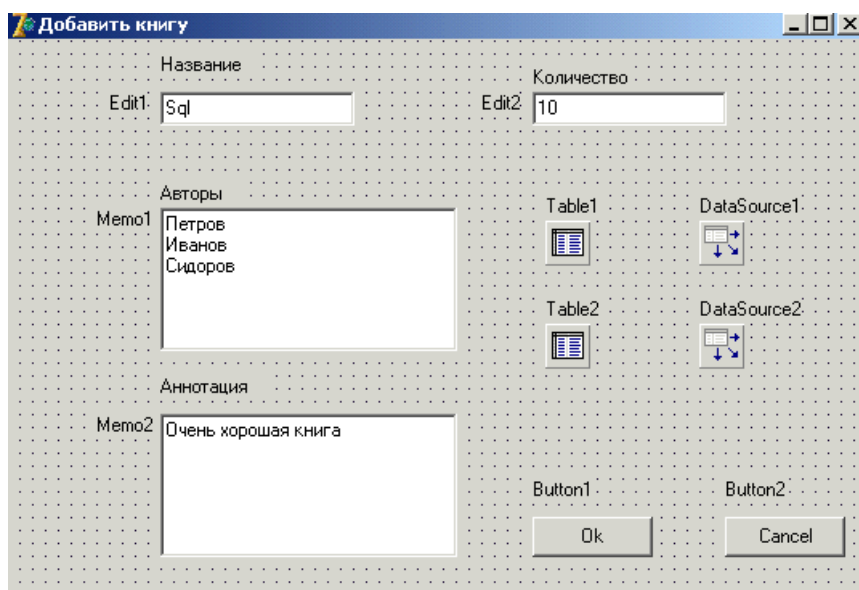 Добавить книгу
Название
Количество
Edit1
Sql
Edit2
10
Авторы
Memo1
Петров
Иванов
Сидоров
Table1
DataSource1
Table2
DataSource2
Аннотация
Memo2
Очень хорошая книга
Button1
Button2
Ok
Cancel